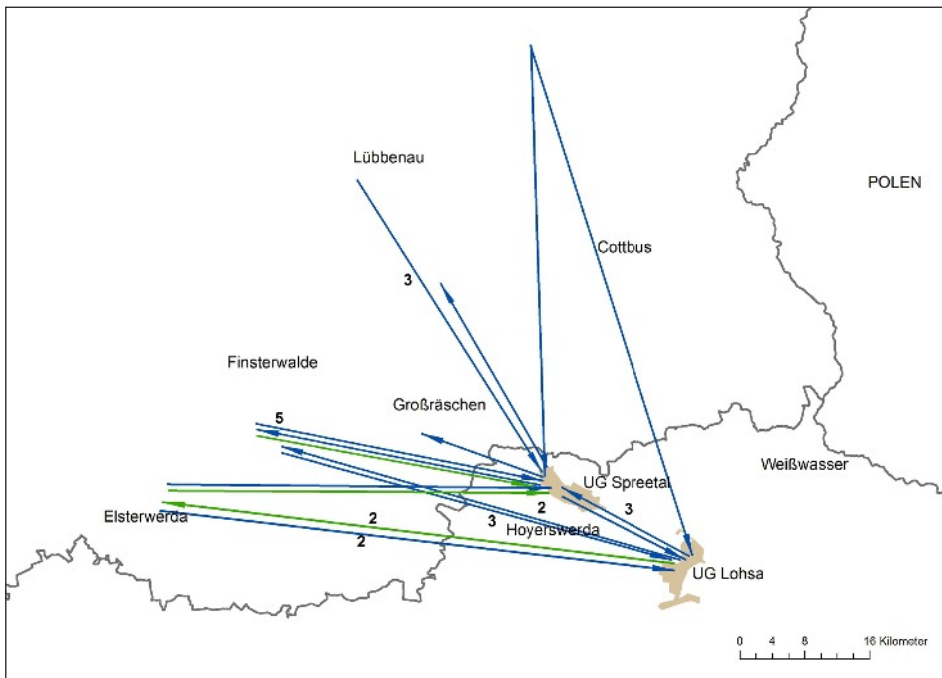 Lübbenau
POLEN
Cottbus
3
Finsterwalde
Großräschen
5
Weißwasser
UG Spreetal
2
3
Elsterwerda
2
3
Hoyerswerda
2
UG Lohsa
0 4 8 16 Kilometer